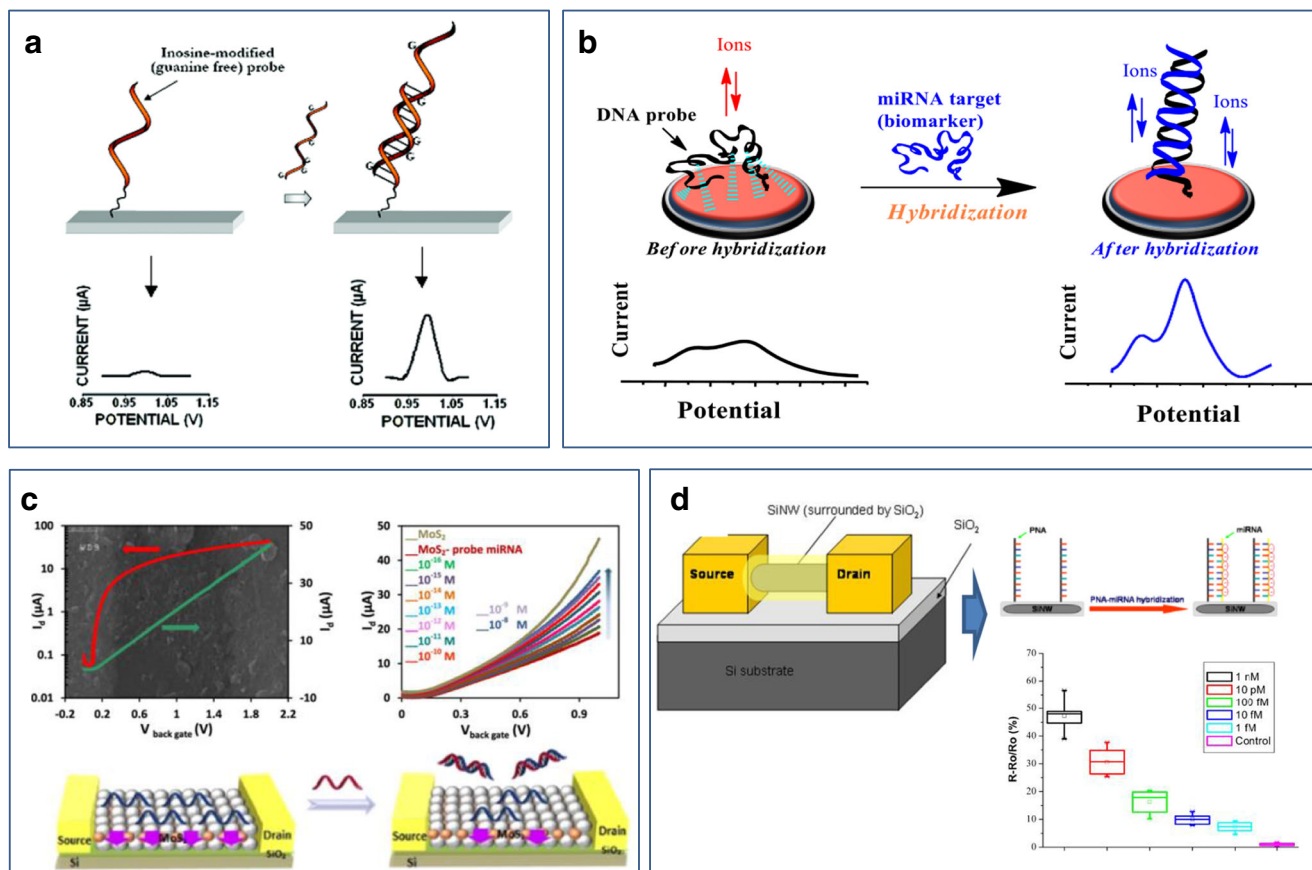 a
Inosine-modified
(guanine free) probe
G
G
G
G
G
G
G
G
CURRENT (µA)
0.85 0.95 1.05 1.15
POTENTIAL (V)
CURRENT (µA)
0.85 0.95 1.05 1.15
POTENTIAL (V)
b
Ions
DNA probe
miRNA target
(biomarker)
Hybridization
Before hybridization
Ions
Ions
After hybridization
Current
Potential
Current
Potential
c
100
10
1
0.1
0.01
I_d (µA)
50
40
30
20
10
0
-10
I_d (µA)
-0.2 0.2 0.6 1 1.4 1.8 2.2
V_back gate (V)
50
40
30
20
10
0
I_d (µA)
MoS₂
MoS₂- probe miRNA
10⁻¹⁶ M
10⁻¹⁵ M
10⁻¹⁴ M
10⁻¹³ M
10⁻¹² M
10⁻¹¹ M
10⁻¹⁰ M
10⁻⁹ M
10⁻⁸ M
0 0.3 0.6 0.9
V_back gate (V)
Source
MoS₂
Drain
SiO₂
Si
Source
MoS₂
Drain
SiO₂
Si
d
SiNW (surrounded by SiO₂)
SiO₂
Source
Drain
Si substrate
PNA
miRNA
SiNW
PNA-miRNA hybridization
SiNW
70
60
50
40
30
20
10
0
R-Ro/Ro (%)
1 nM
10 pM
100 fM
10 fM
1 fM
Control